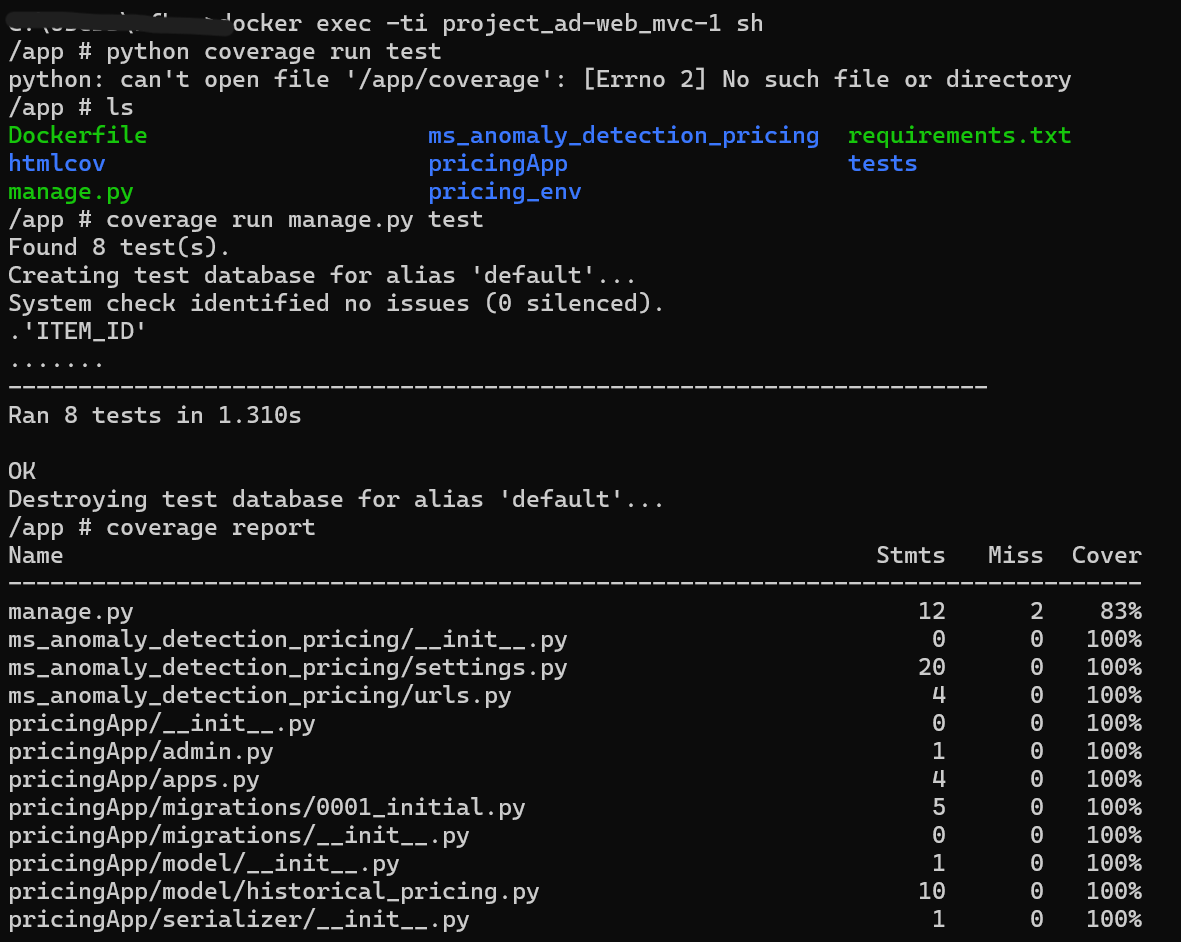 docker exec -ti project_ad-web_mvc-1 sh
/app # python coverage run test
python: can't open file '/app/coverage': [Errno 2] No such file or directory
/app # ls
Dockerfile ms_anomaly_detection_pricing requirements.txt
htmlcov pricingApp tests
manage.py pricing_env
/app # coverage run manage.py test
Found 8 test(s).
Creating test database for alias 'default'...
System check identified no issues (0 silenced).
.'ITEM_ID'
.......
----------------------------------------------------------------------
Ran 8 tests in 1.310s

OK
Destroying test database for alias 'default'...
/app # coverage report
Name Stmts Miss Cover
---------------------------------------------------------------------------------
manage.py 12 2 83%
ms_anomaly_detection_pricing/__init__.py 0 0 100%
ms_anomaly_detection_pricing/settings.py 20 0 100%
ms_anomaly_detection_pricing/urls.py 4 0 100%
pricingApp/__init__.py 0 0 100%
pricingApp/admin.py 1 0 100%
pricingApp/apps.py 4 0 100%
pricingApp/migrations/0001_initial.py 5 0 100%
pricingApp/migrations/__init__.py 0 0 100%
pricingApp/model/__init__.py 1 0 100%
pricingApp/model/historical_pricing.py 10 0 100%
pricingApp/serializer/__init__.py 1 0 100%